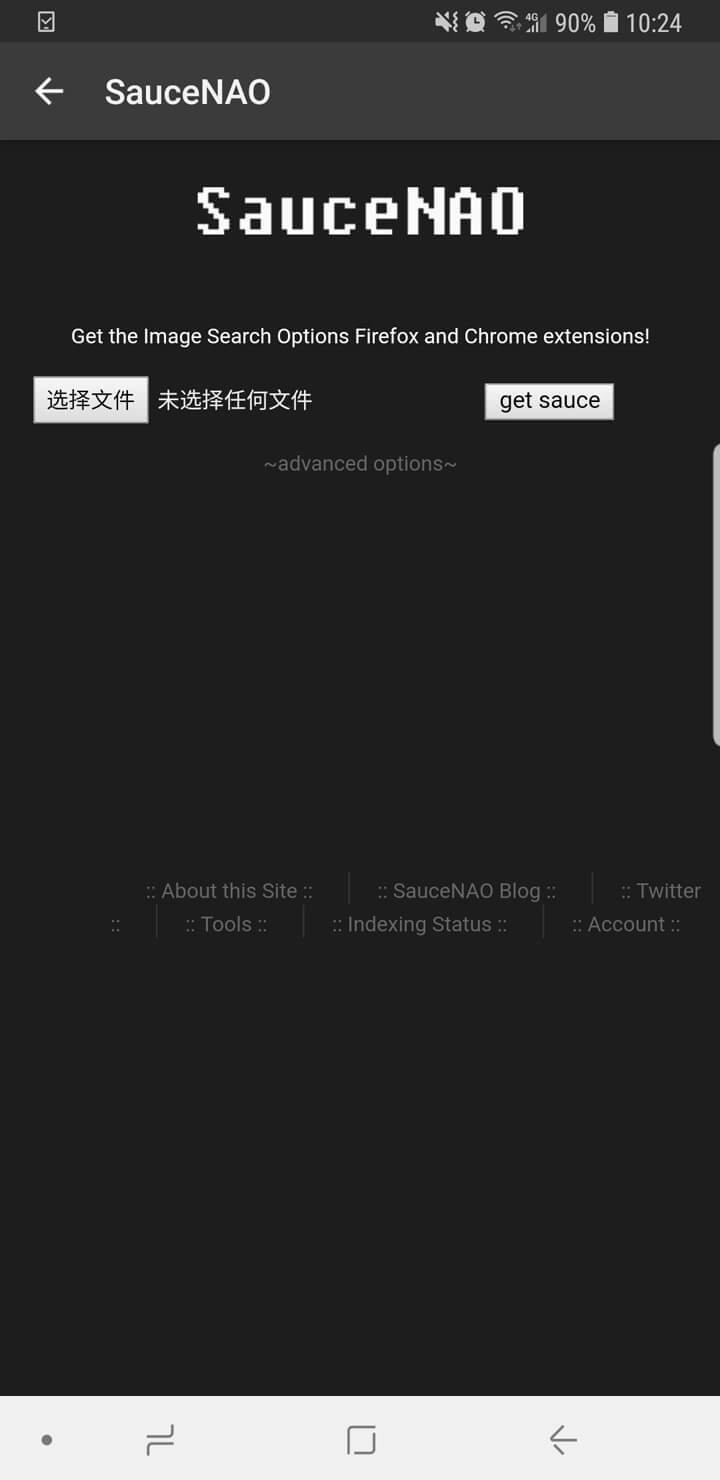 4G 90% 10:24
SauceNAO
SauceNAO
Get the Image Search Options Firefox and Chrome extensions!
选择文件 未选择任何文件 get sauce
~advanced options~
:: About this Site :: :: SauceNAO Blog :: :: Twitter
:: :: Tools :: :: Indexing Status :: :: Account ::